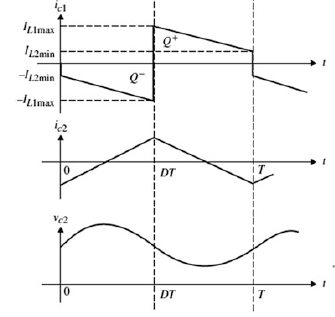 i_c1
I_L1max
I_L2min
Q⁺
t
−I_L2min
Q⁻
−I_L1max
i_c2
0
DT
T
t
v_c2
0
DT
T
t